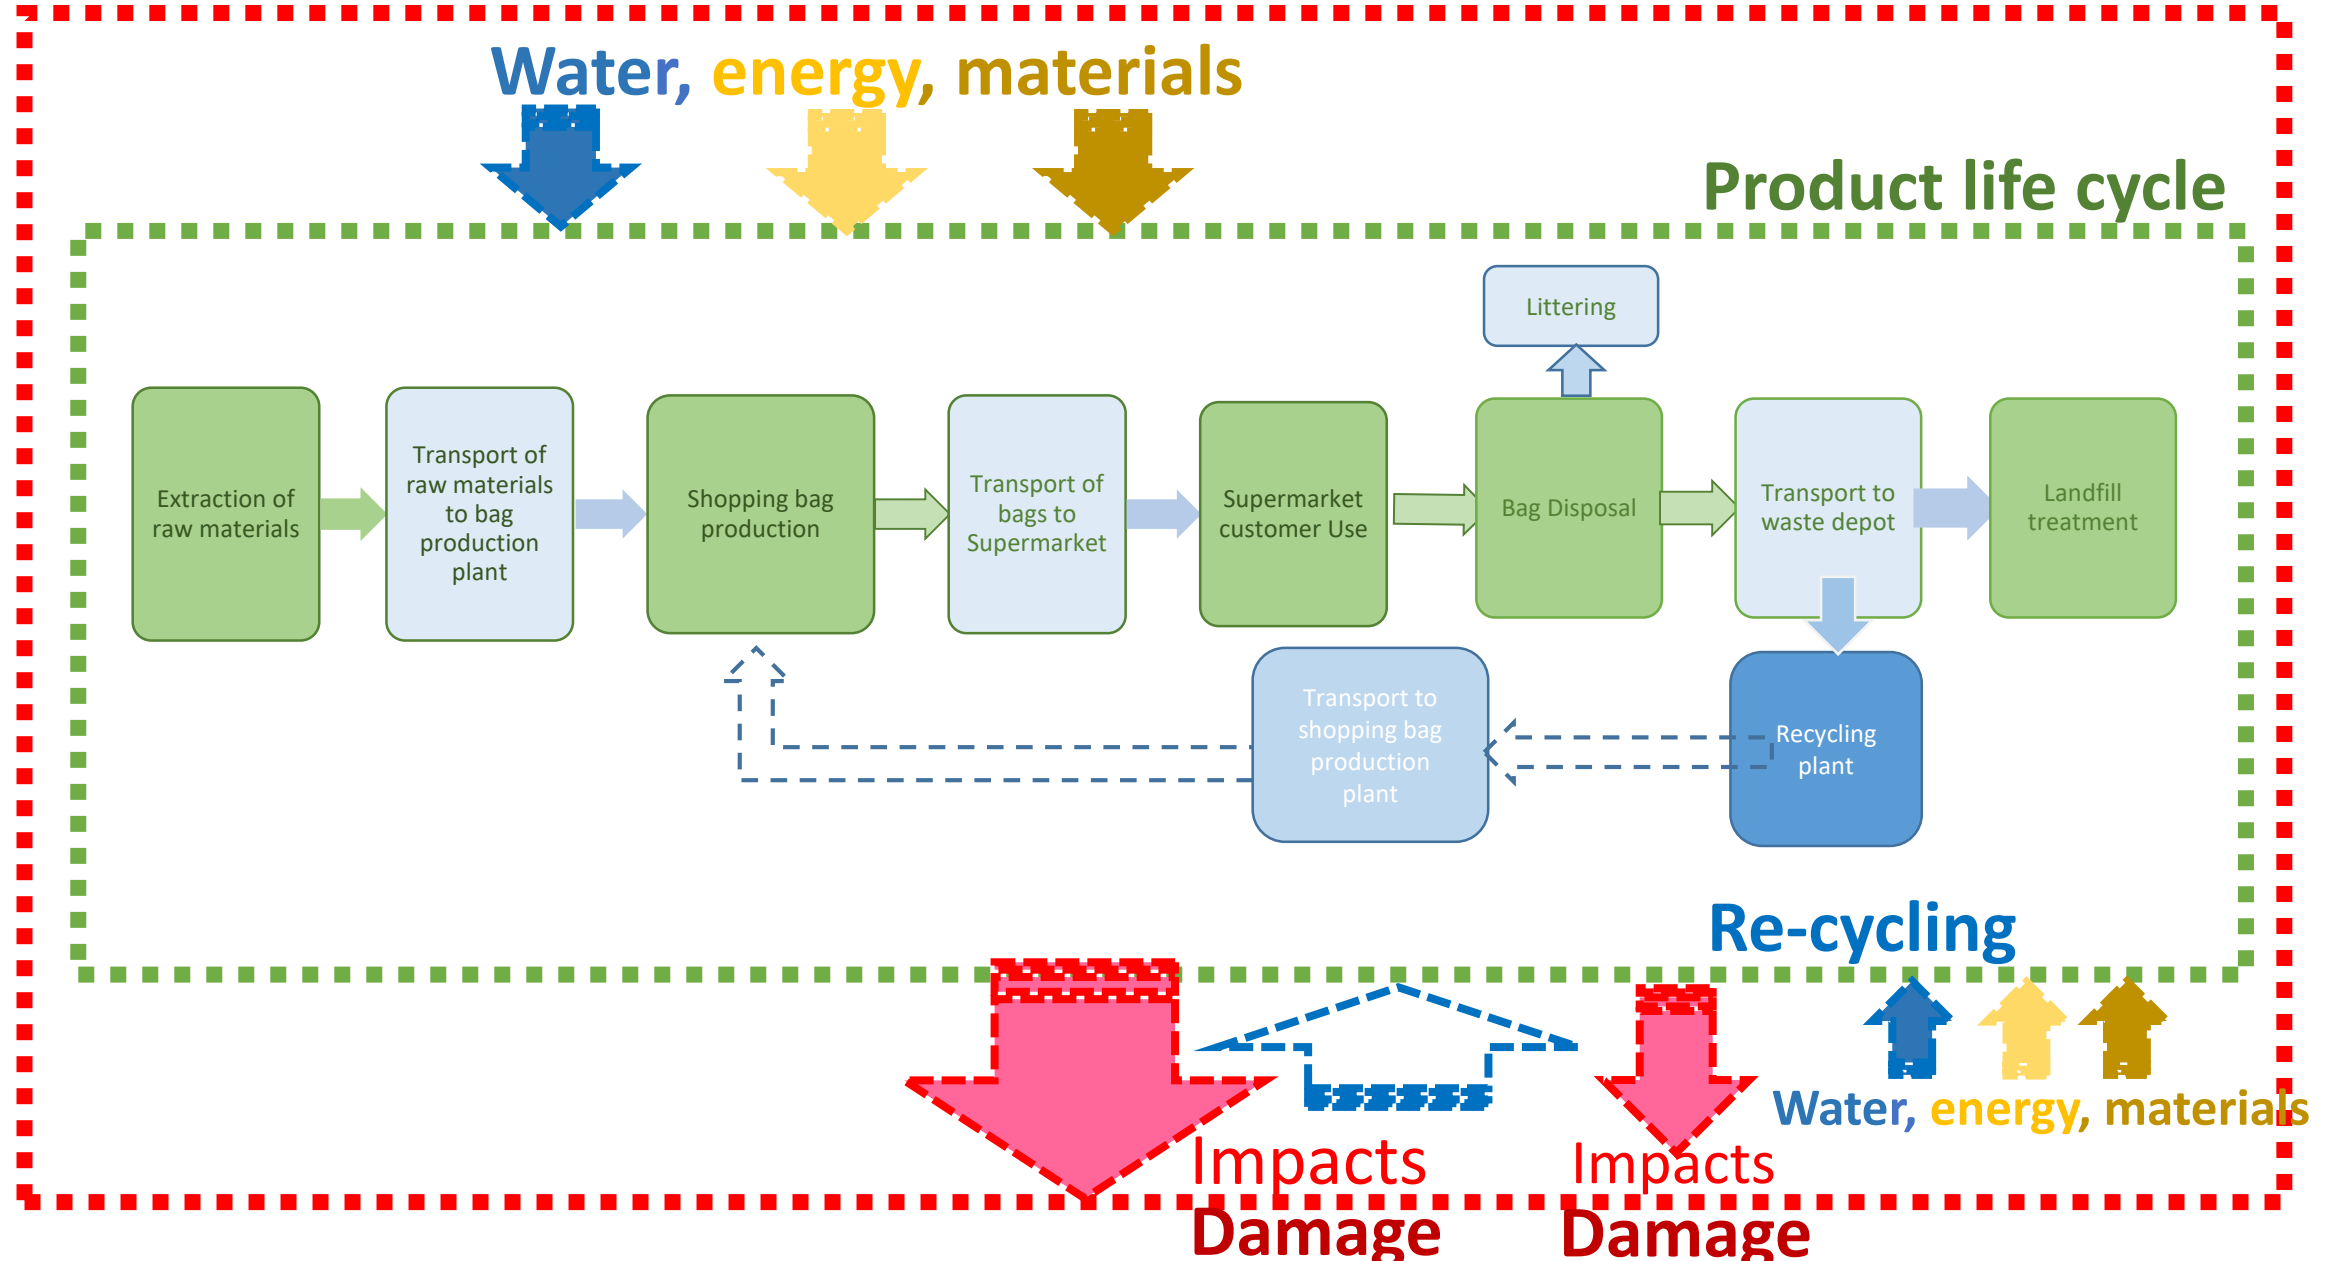 Water, energy, materials
Product life cycle
Littering
Extraction of
raw materials
Transport of
raw materials
to bag
production
plant
Shopping bag
production
Transport of
bags to
Supermarket
Supermarket
customer Use
Bag Disposal
Transport to
waste depot
Landfill
treatment
Transport to
shopping bag
production
plant
Recycling
plant
Re-cycling
Water, energy, materials
Impacts
Damage
Impacts
Damage